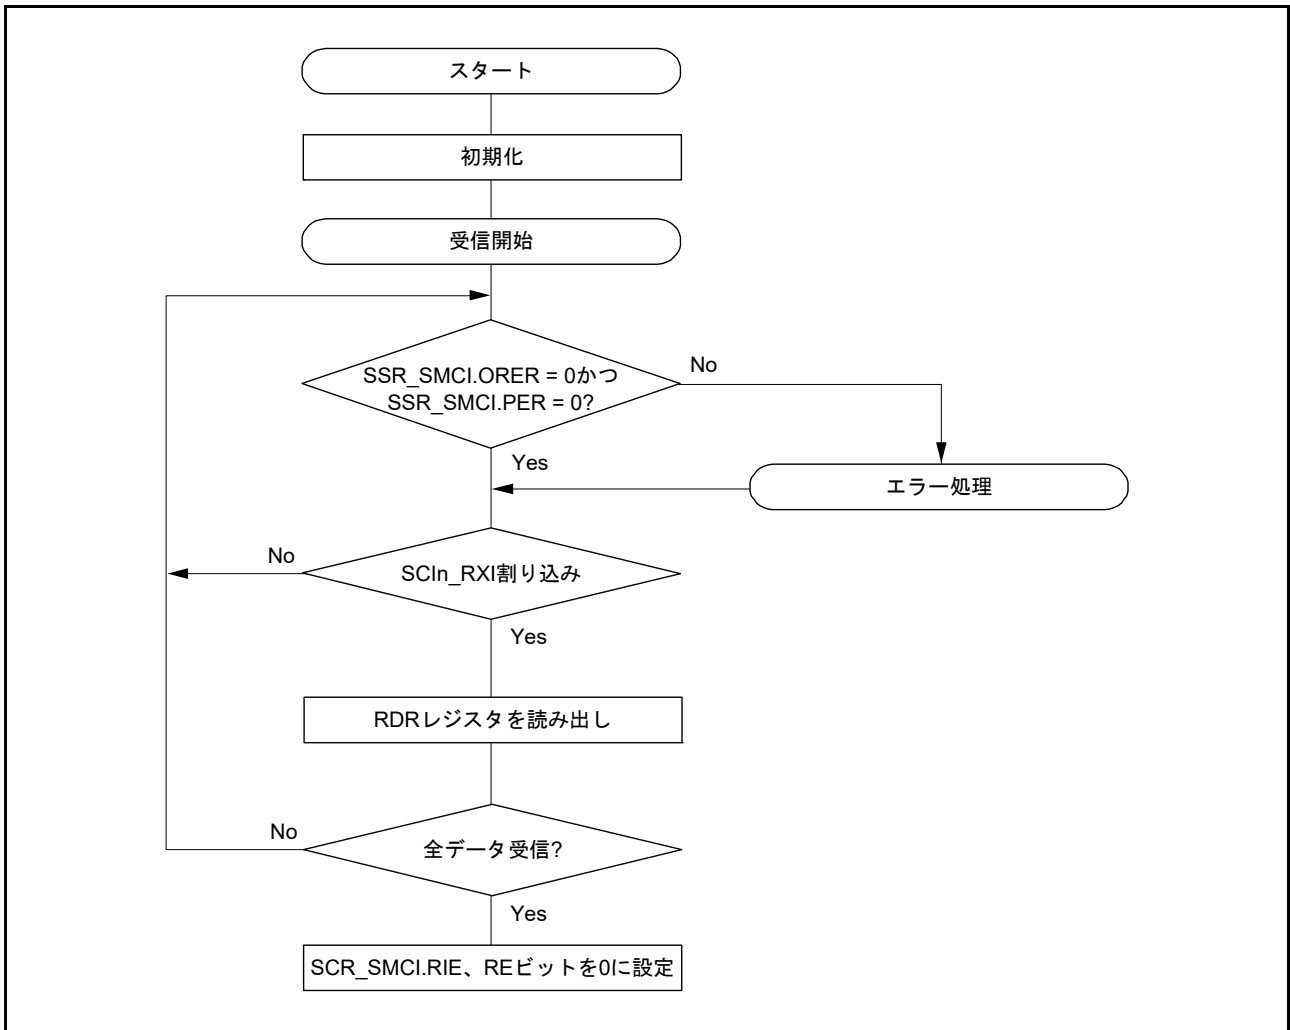 スタート
初期化
受信開始
SSR_SMCI.ORER = 0かつ
SSR_SMCI.PER = 0?
No
Yes
エラー処理
No
SCIn_RXI割り込み
Yes
RDRレジスタを読み出し
No
全データ受信?
Yes
SCR_SMCI.RIE、REビットを0に設定